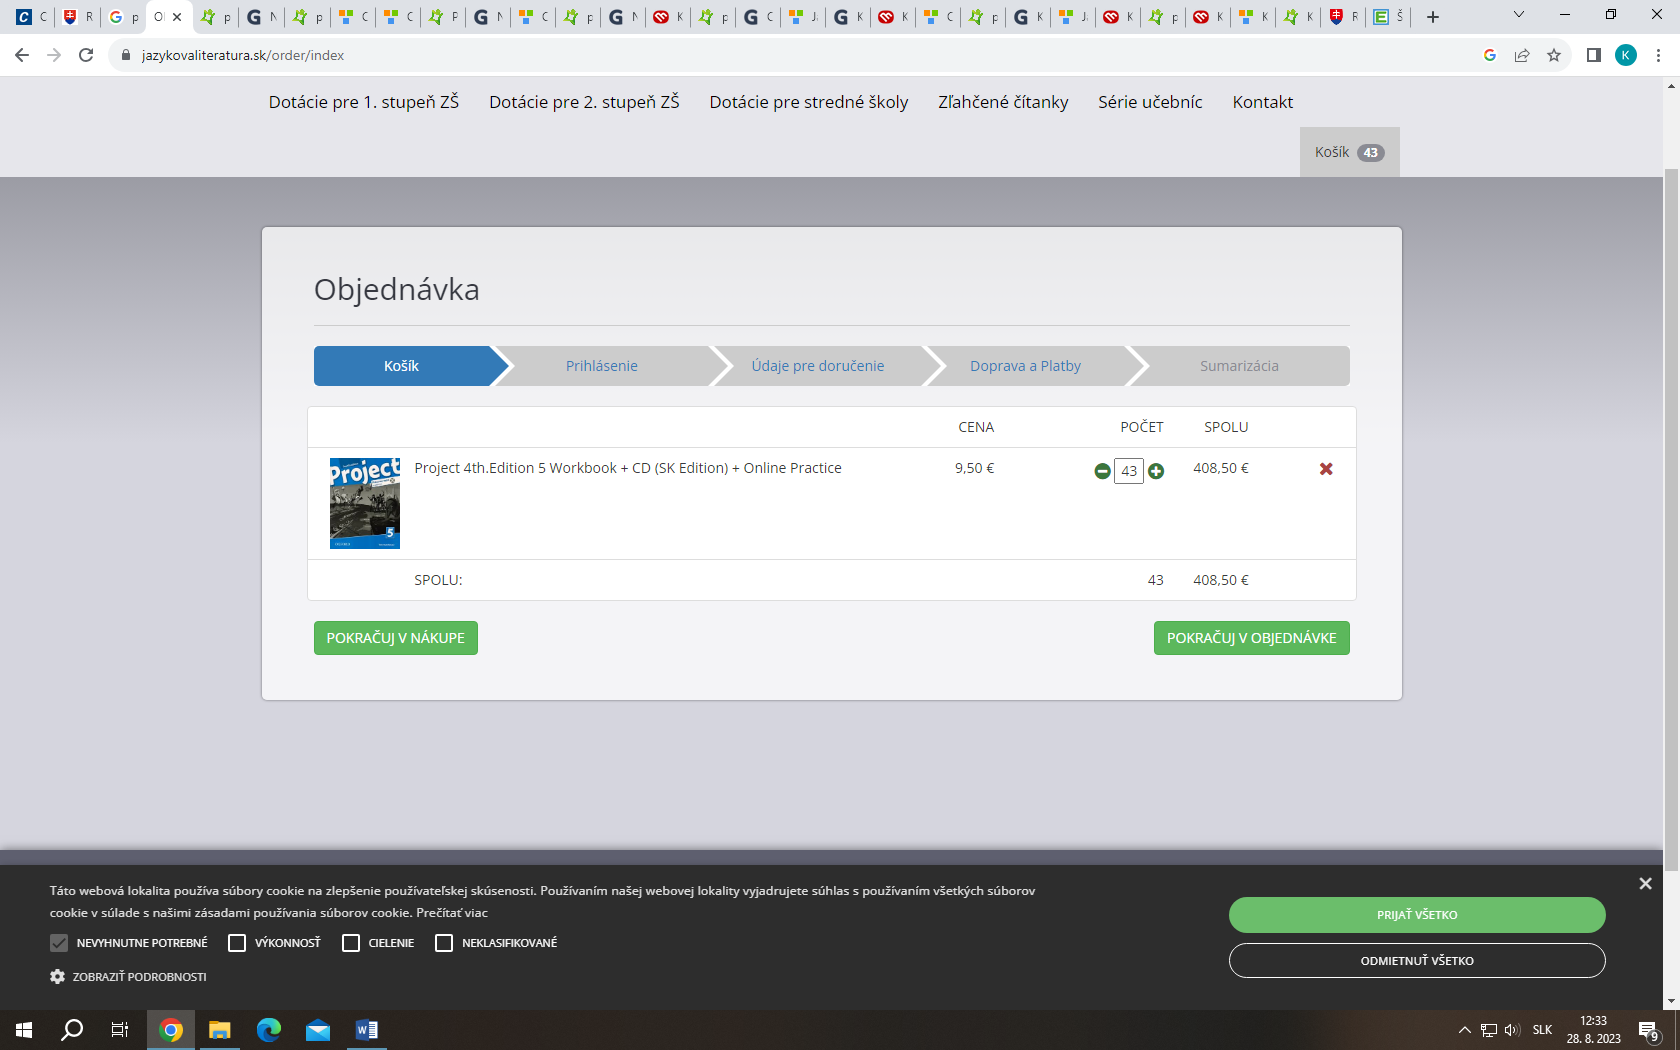 jazykovaliteratura.sk/order/index
K
Dotácie pre 1. stupeň ZŠ Dotácie pre 2. stupeň ZŠ Dotácie pre stredné školy Zľahčené čítanky Série učebníc Kontakt
Košík 43
Objednávka
Košík Prihlásenie Údaje pre doručenie Doprava a Platby Sumarizácia
CENA POČET SPOLU
Project 4th.Edition 5 Workbook + CD (SK Edition) + Online Practice 9,50 € 43 408,50 €
Project
5
SPOLU: 43 408,50 €
POKRAČUJ V NÁKUPE POKRAČUJ V OBJEDNÁVKE
Táto webová lokalita používa súbory cookie na zlepšenie používateľskej skúsenosti. Používaním našej webovej lokality vyjadrujete súhlas s používaním všetkých súborov
cookie v súlade s našimi zásadami používania súborov cookie. Prečítať viac
PRIJAŤ VŠETKO
NEVYHNUTNE POTREBNÉ VÝKONNOSŤ CIELENIE NEKLASIFIKOVANÉ
ODMIETNUŤ VŠETKO
ZOBRAZIŤ PODROBNOSTI
SLK
12:33
28. 8. 2023
9